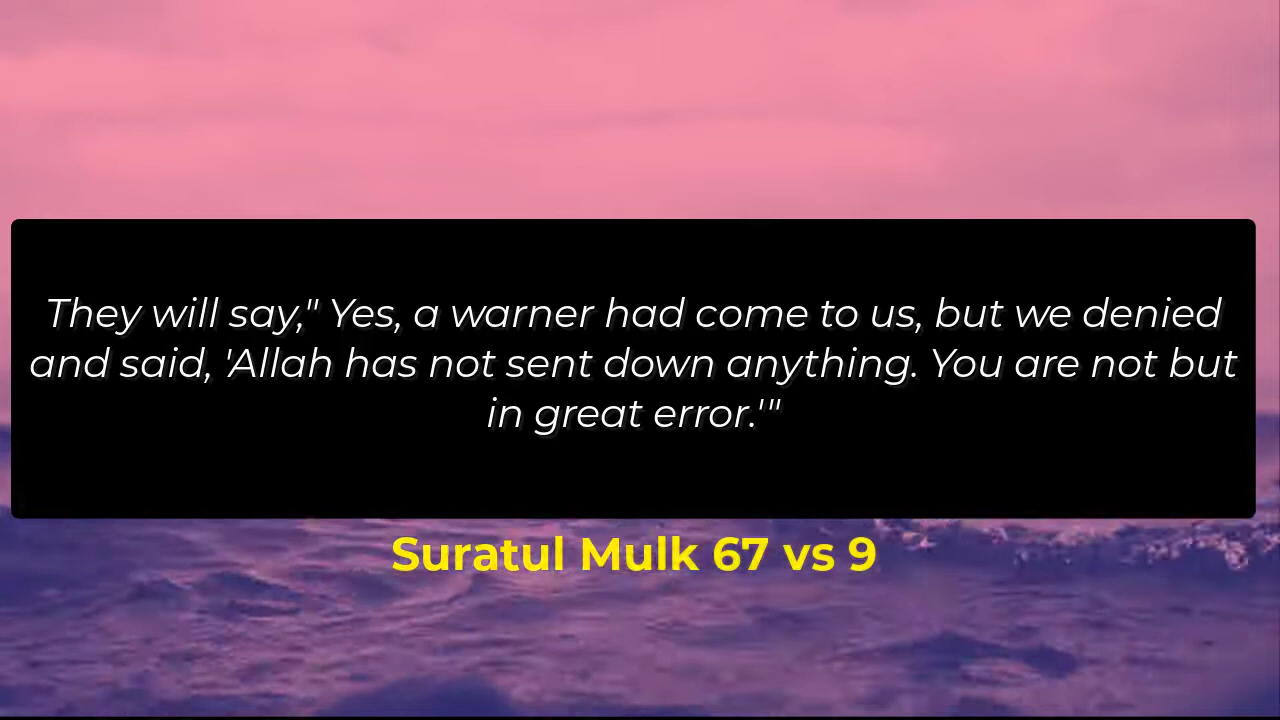 They will say," Yes, a warner had come to us, but we denied
and said, 'Allah has not sent down anything. You are not but
in great error.'"
Suratul Mulk 67 vs 9